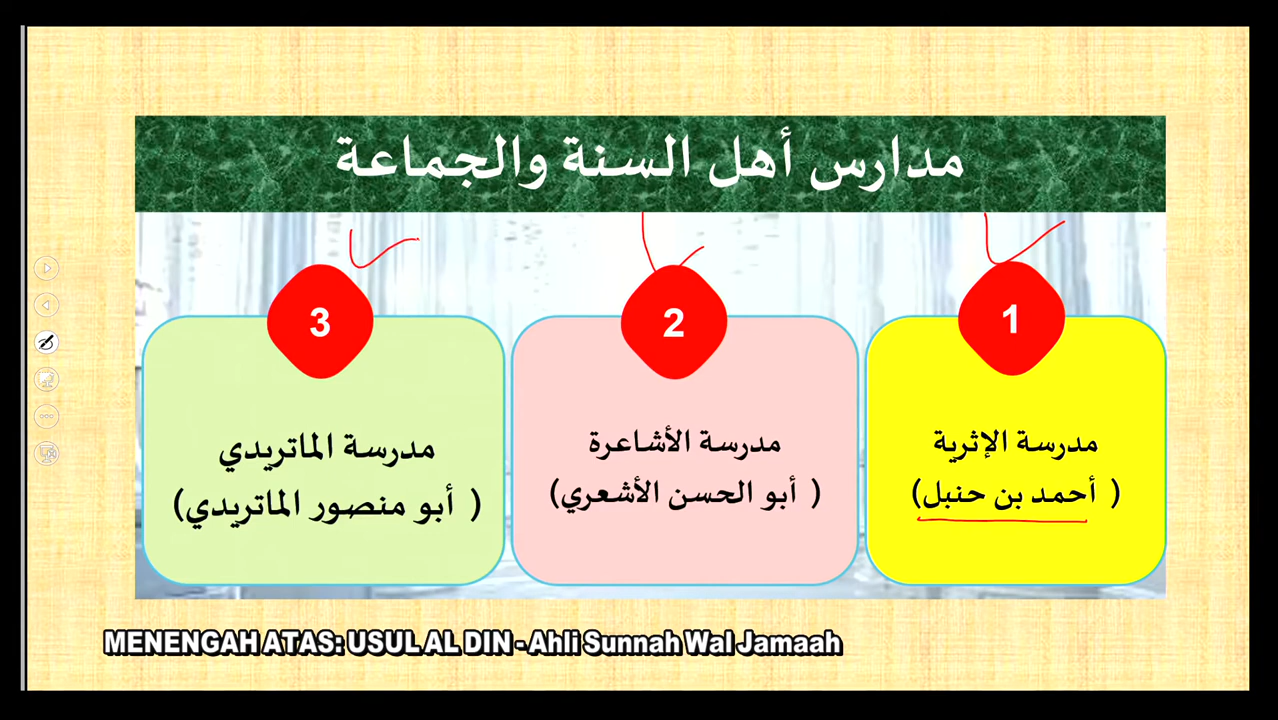 مدارس أهل السنة والجماعة
1
مدرسة الإثرية
( أحمد بن حنبل)
2
مدرسة الأشاعرة
( أبو الحسن الأشعري)
3
مدرسة الماتريدي
( أبو منصور الماتريدي)
MENENGAH ATAS: USUL AL DIN - Ahli Sunnah Wal Jamaah